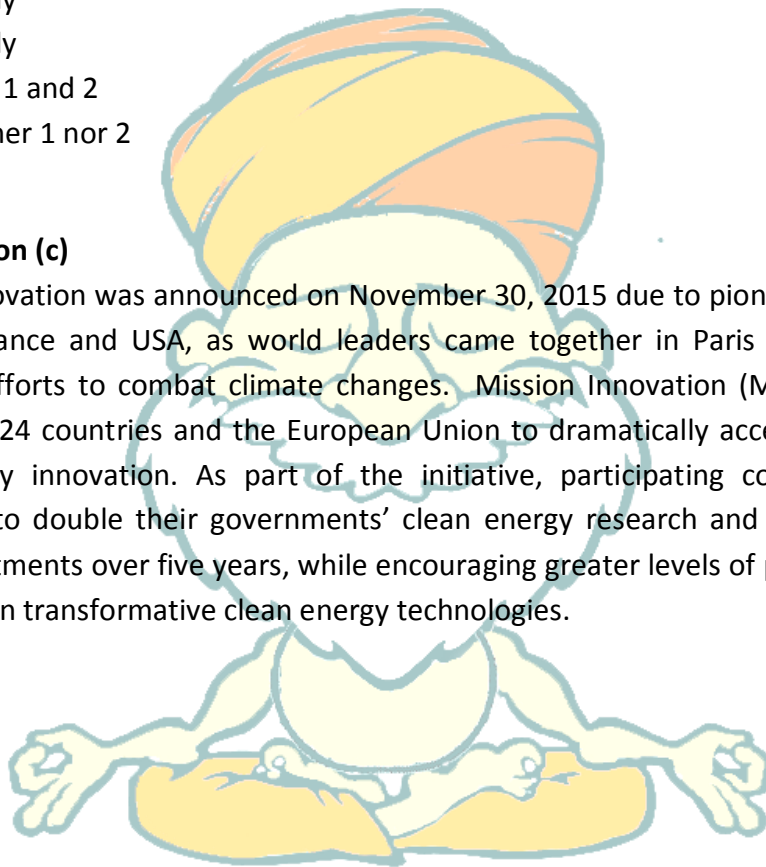 y
ly
1 and 2
ner 1 nor 2
on (c)
ovation was announced on November 30, 2015 due to pion
ance and USA, as world leaders came together in Paris
fforts to combat climate changes. Mission Innovation (M
24 countries and the European Union to dramatically acce
y innovation. As part of the initiative, participating co
to double their governments’ clean energy research and
tments over five years, while encouraging greater levels of p
n transformative clean energy technologies.